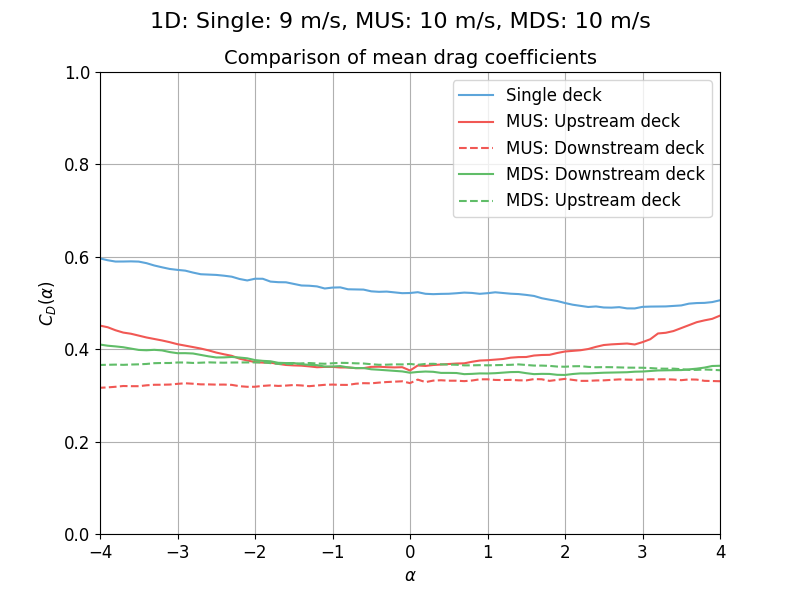 1D: Single: 9 m/s, MUS: 10 m/s, MDS: 10 m/s
Comparison of mean drag coefficients
Single deck
MUS: Upstream deck
MUS: Downstream deck
MDS: Downstream deck
MDS: Upstream deck
1.0
0.8
0.6
0.4
0.2
0.0
C_D(α)
−4 −3 −2 −1 0 1 2 3 4
α